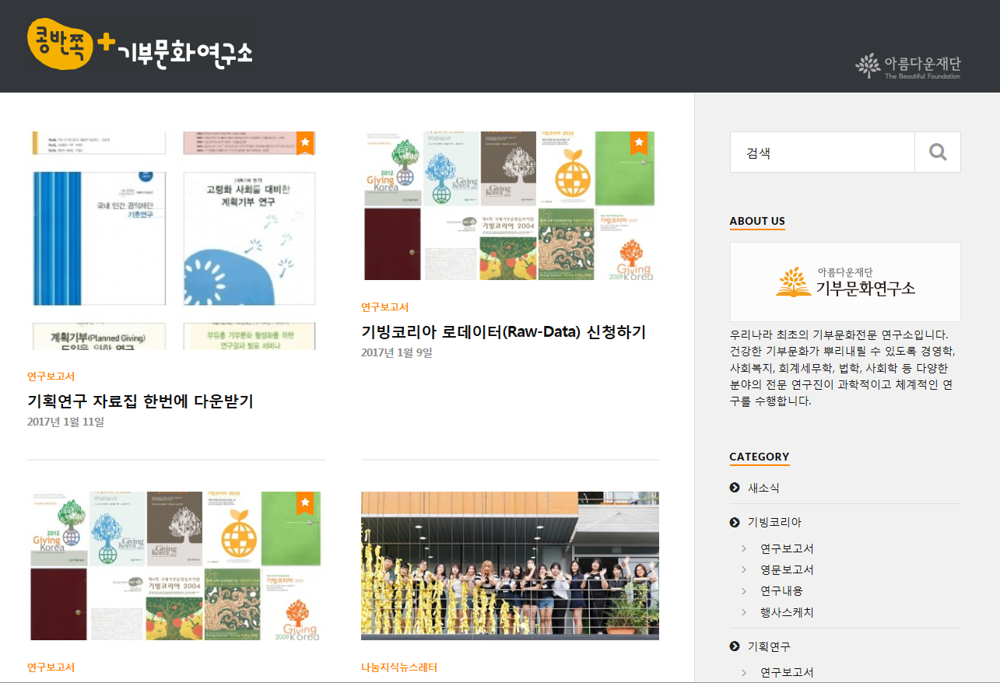 콩반쪽
기부문화연구소
아름다운재단
The Beautiful Foundation
국내 민간 공익재단
기초연구
고령화 사회를 대비한
계획기부 연구
계획기부(Planned Giving)
도입을 위한 연구
부유층 기부문화 활성화를 위한
연구결과 발표 세미나
연구보고서
기획연구 자료집 한번에 다운받기
2017년 1월 11일
2012
Giving
Korea
Giving
Korea
2016
기빙코리아 2004
기빙코리아
Giving
2009 Korea
연구보고서
기빙코리아 로데이터(Raw-Data) 신청하기
2017년 1월 9일
2012
Giving
Korea
Giving
Korea
2016
기빙코리아 2004
기빙코리아
Giving
2009 Korea
연구보고서
나눔지식뉴스레터
검색
ABOUT US
아름다운재단
기부문화연구소
우리나라 최초의 기부문화전문 연구소입니다.
건강한 기부문화가 뿌리내릴 수 있도록 경영학,
사회복지, 회계세무학, 법학, 사회학 등 다양한
분야의 전문 연구진이 과학적이고 체계적인 연
구를 수행합니다.
CATEGORY
새소식
기빙코리아
연구보고서
영문보고서
연구내용
행사스케치
기획연구
연구보고서